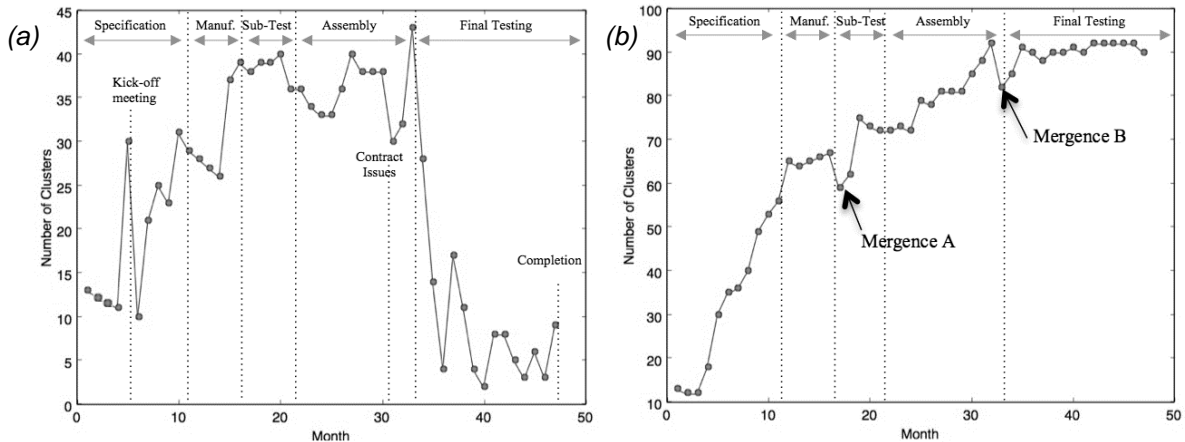 (a)
Specification Manuf. Sub-Test Assembly Final Testing
Kick-off
meeting
Contract
Issues
Completion
45
40
35
30
25
20
15
10
5
0
Number of Clusters
0 10 20 30 40 50
Month
(b)
Specification Manuf. Sub-Test Assembly Final Testing
Mergence B
Mergence A
100
90
80
70
60
50
40
30
20
10
Number of Clusters
0 10 20 30 40 50
Month